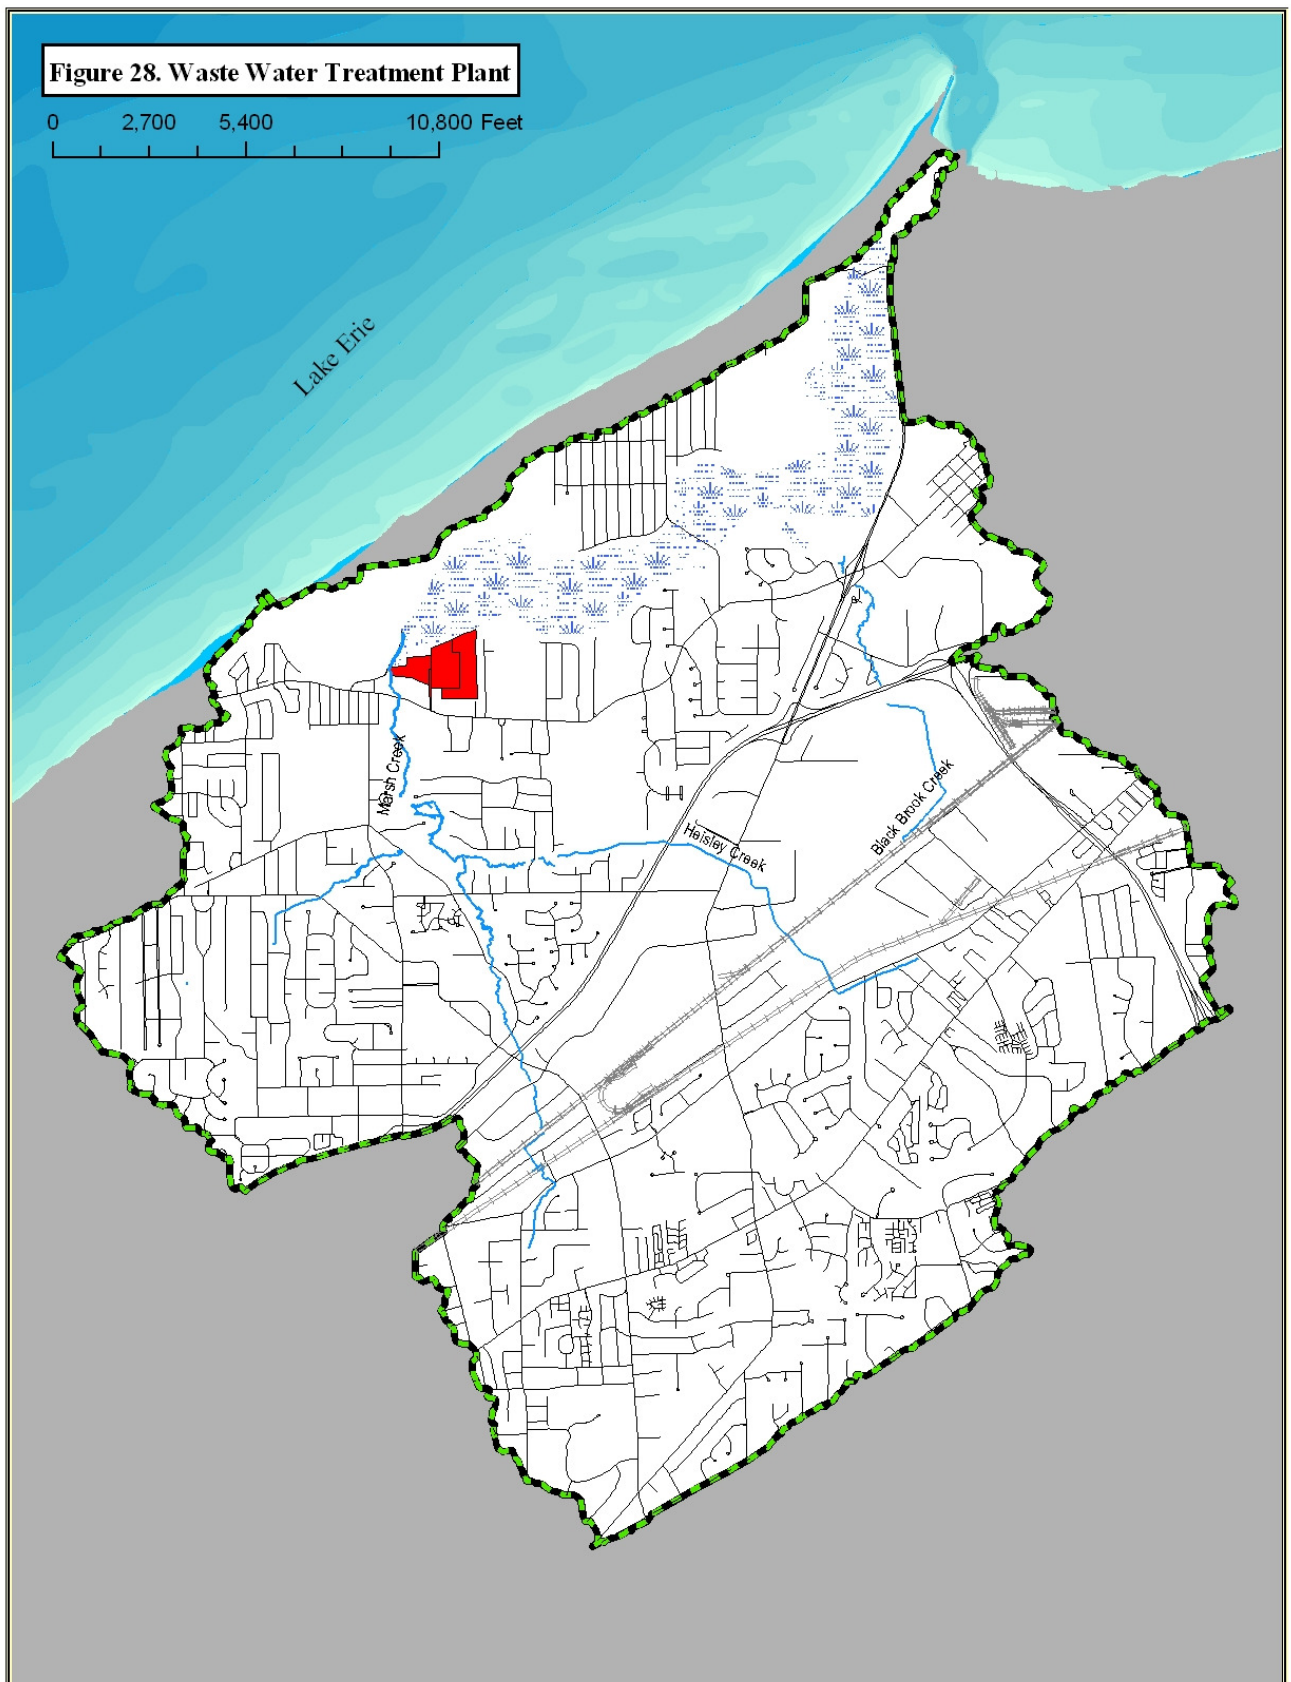 Figure 28. Waste Water Treatment Plant
0 2,700 5,400 10,800 Feet
Lake Erie
Marsh Creek
Heisley Creek
Black Brook Creek